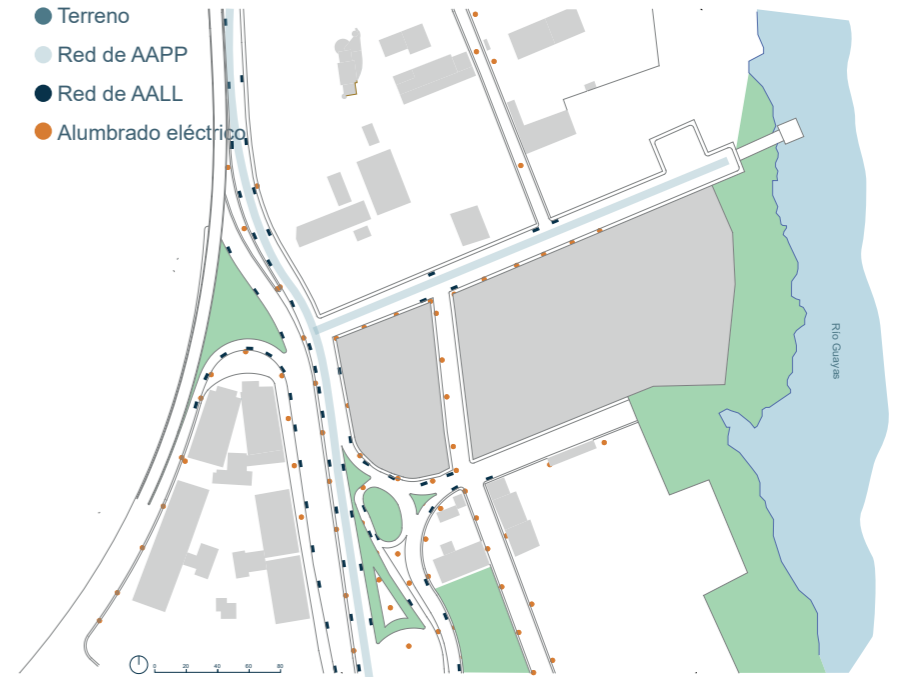 Terreno
Red de AAPP
Red de AALL
Alumbrado eléctrico
Río Guayas
0 20 40 60 80